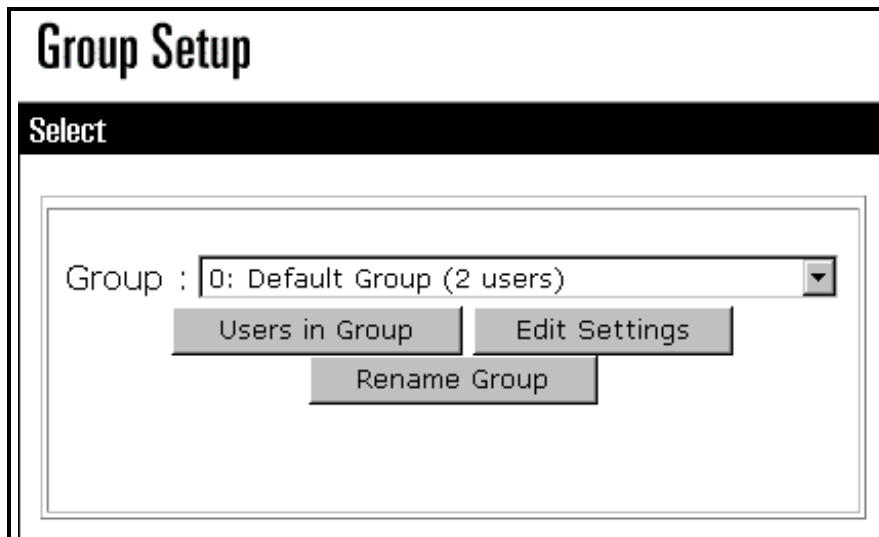 Group Setup
Select
Group : 0: Default Group (2 users)
Users in Group Edit Settings
Rename Group